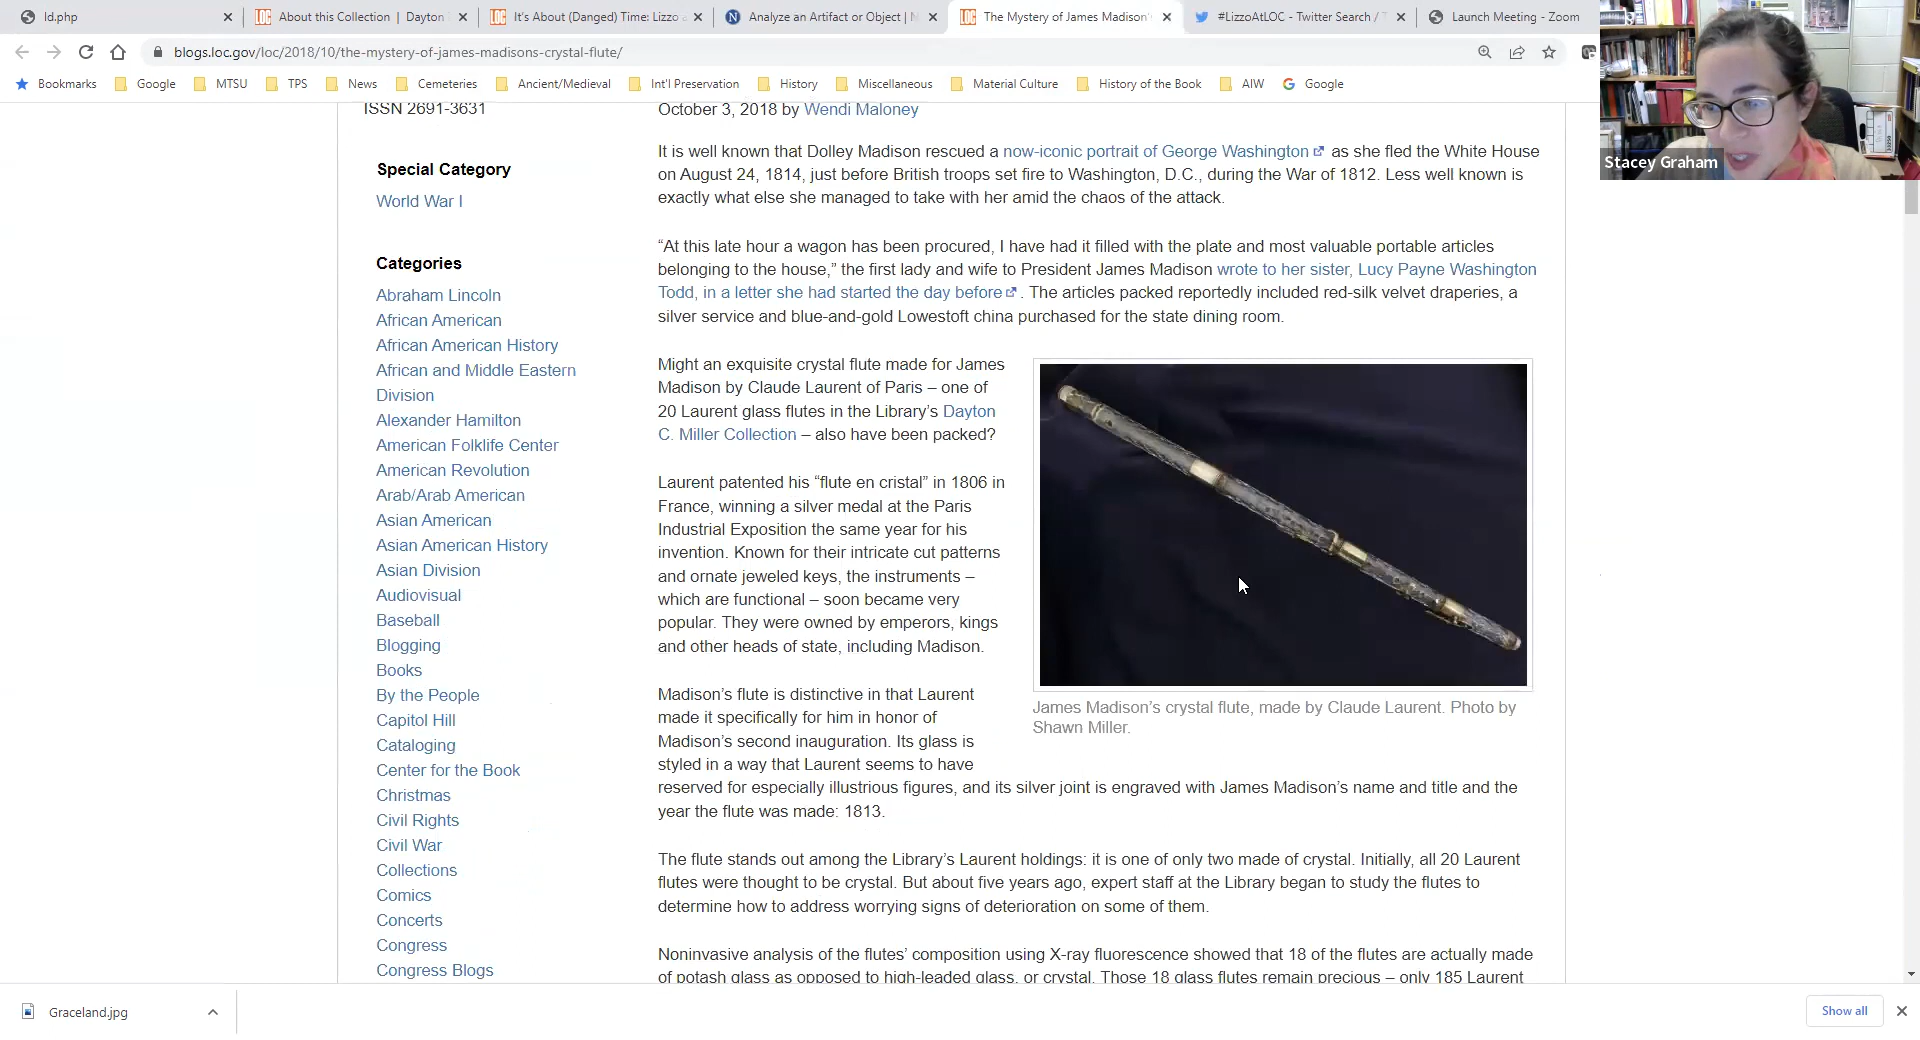 ld.php
About this Collection | Dayton
It's About (Danged) Time: Lizzo
Analyze an Artifact or Object |
The Mystery of James Madison's
#LizzoAtLOC - Twitter Search /
Launch Meeting - Zoom
blogs.loc.gov/loc/2018/10/the-mystery-of-james-madisons-crystal-flute/
Bookmarks Google MTSU TPS News Cemeteries Ancient/Medieval Int'l Preservation History Miscellaneous Material Culture History of the Book AIW Google
Stacey Graham
ISSN 2691-3631
Special Category
World War I
Categories
Abraham Lincoln
African American
African American History
African and Middle Eastern
Division
Alexander Hamilton
American Folklife Center
American Revolution
Arab/Arab American
Asian American
Asian American History
Asian Division
Audiovisual
Baseball
Blogging
Books
By the People
Capitol Hill
Cataloging
Center for the Book
Christmas
Civil Rights
Civil War
Collections
Comics
Concerts
Congress
Congress Blogs
October 3, 2018 by Wendi Maloney
It is well known that Dolley Madison rescued a now-iconic portrait of George Washington as she fled the White House
on August 24, 1814, just before British troops set fire to Washington, D.C., during the War of 1812. Less well known is
exactly what else she managed to take with her amid the chaos of the attack.
“At this late hour a wagon has been procured, I have had it filled with the plate and most valuable portable articles
belonging to the house,” the first lady and wife to President James Madison wrote to her sister, Lucy Payne Washington
Todd, in a letter she had started the day before. The articles packed reportedly included red-silk velvet draperies, a
silver service and blue-and-gold Lowestoft china purchased for the state dining room.
Might an exquisite crystal flute made for James
Madison by Claude Laurent of Paris – one of
20 Laurent glass flutes in the Library’s Dayton
C. Miller Collection – also have been packed?
Laurent patented his “flute en cristal” in 1806 in
France, winning a silver medal at the Paris
Industrial Exposition the same year for his
invention. Known for their intricate cut patterns
and ornate jeweled keys, the instruments –
which are functional – soon became very
popular. They were owned by emperors, kings
and other heads of state, including Madison.
James Madison’s crystal flute, made by Claude Laurent. Photo by
Shawn Miller.
Madison’s flute is distinctive in that Laurent
made it specifically for him in honor of
Madison’s second inauguration. Its glass is
styled in a way that Laurent seems to have
reserved for especially illustrious figures, and its silver joint is engraved with James Madison’s name and title and the
year the flute was made: 1813.
The flute stands out among the Library’s Laurent holdings: it is one of only two made of crystal. Initially, all 20 Laurent
flutes were thought to be crystal. But about five years ago, expert staff at the Library began to study the flutes to
determine how to address worrying signs of deterioration on some of them.
Noninvasive analysis of the flutes’ composition using X-ray fluorescence showed that 18 of the flutes are actually made
of potash glass as opposed to high-leaded glass, or crystal. Those 18 glass flutes remain precious – only 185 Laurent
Graceland.jpg
Show all